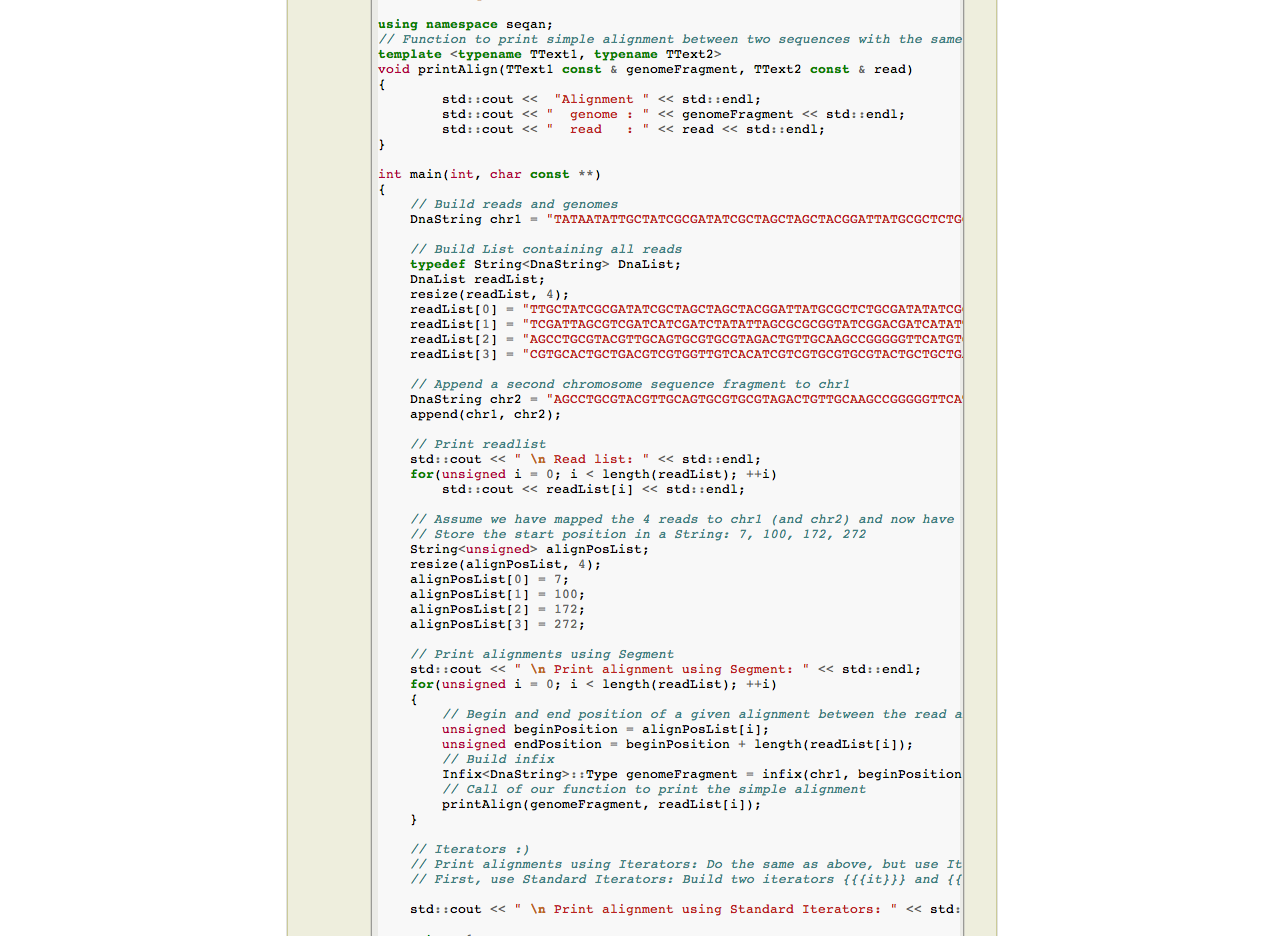 using namespace seqan;
// Function to print simple alignment between two sequences with the same
template <typename TText1, typename TText2>
void printAlign(TText1 const & genomeFragment, TText2 const & read)
{
        std::cout <<  "Alignment " << std::endl;
        std::cout << "  genome : " << genomeFragment << std::endl;
        std::cout << "  read   : " << read << std::endl;
}

int main(int, char const **)
{
    // Build reads and genomes
    DnaString chr1 = "TATAATATTGCTATCGCGATATCGCTAGCTAGCTACGGATTATGCGCTCTG

    // Build List containing all reads
    typedef String<DnaString> DnaList;
    DnaList readList;
    resize(readList, 4);
    readList[0] = "TTGCTATCGCGATATCGCTAGCTAGCTACGGATTATGCGCTCTGCGATATATCG
    readList[1] = "TCGATTAGCGTCGATCATCGATCTATATTAGCGCGCGGTATCGGACGATCATAT
    readList[2] = "AGCCTGCGTACGTTGCAGTGCGTGCGTAGACTGTTGCAAGCCGGGGGTTCATGT
    readList[3] = "CGTGCACTGCTGACGTCGTGGTTGTCACATCGTCGTGCGTGCGTACTGCTGCTG

    // Append a second chromosome sequence fragment to chr1
    DnaString chr2 = "AGCCTGCGTACGTTGCAGTGCGTGCGTAGACTGTTGCAAGCCGGGGGTTCA
    append(chr1, chr2);

    // Print readlist
    std::cout << " \n Read list: " << std::endl;
    for(unsigned i = 0; i < length(readList); ++i)
        std::cout << readList[i] << std::endl;

    // Assume we have mapped the 4 reads to chr1 (and chr2) and now have
    // Store the start position in a String: 7, 100, 172, 272
    String<unsigned> alignPosList;
    resize(alignPosList, 4);
    alignPosList[0] = 7;
    alignPosList[1] = 100;
    alignPosList[2] = 172;
    alignPosList[3] = 272;

    // Print alignments using Segment
    std::cout << " \n Print alignment using Segment: " << std::endl;
    for(unsigned i = 0; i < length(readList); ++i)
    {
        // Begin and end position of a given alignment between the read a
        unsigned beginPosition = alignPosList[i];
        unsigned endPosition = beginPosition + length(readList[i]);
        // Build infix
        Infix<DnaString>::Type genomeFragment = infix(chr1, beginPosition
        // Call of our function to print the simple alignment
        printAlign(genomeFragment, readList[i]);
    }

    // Iterators :)
    // Print alignments using Iterators: Do the same as above, but use It
    // First, use Standard Iterators: Build two iterators {{{it}}} and {{

    std::cout << " \n Print alignment using Standard Iterators: " << std: